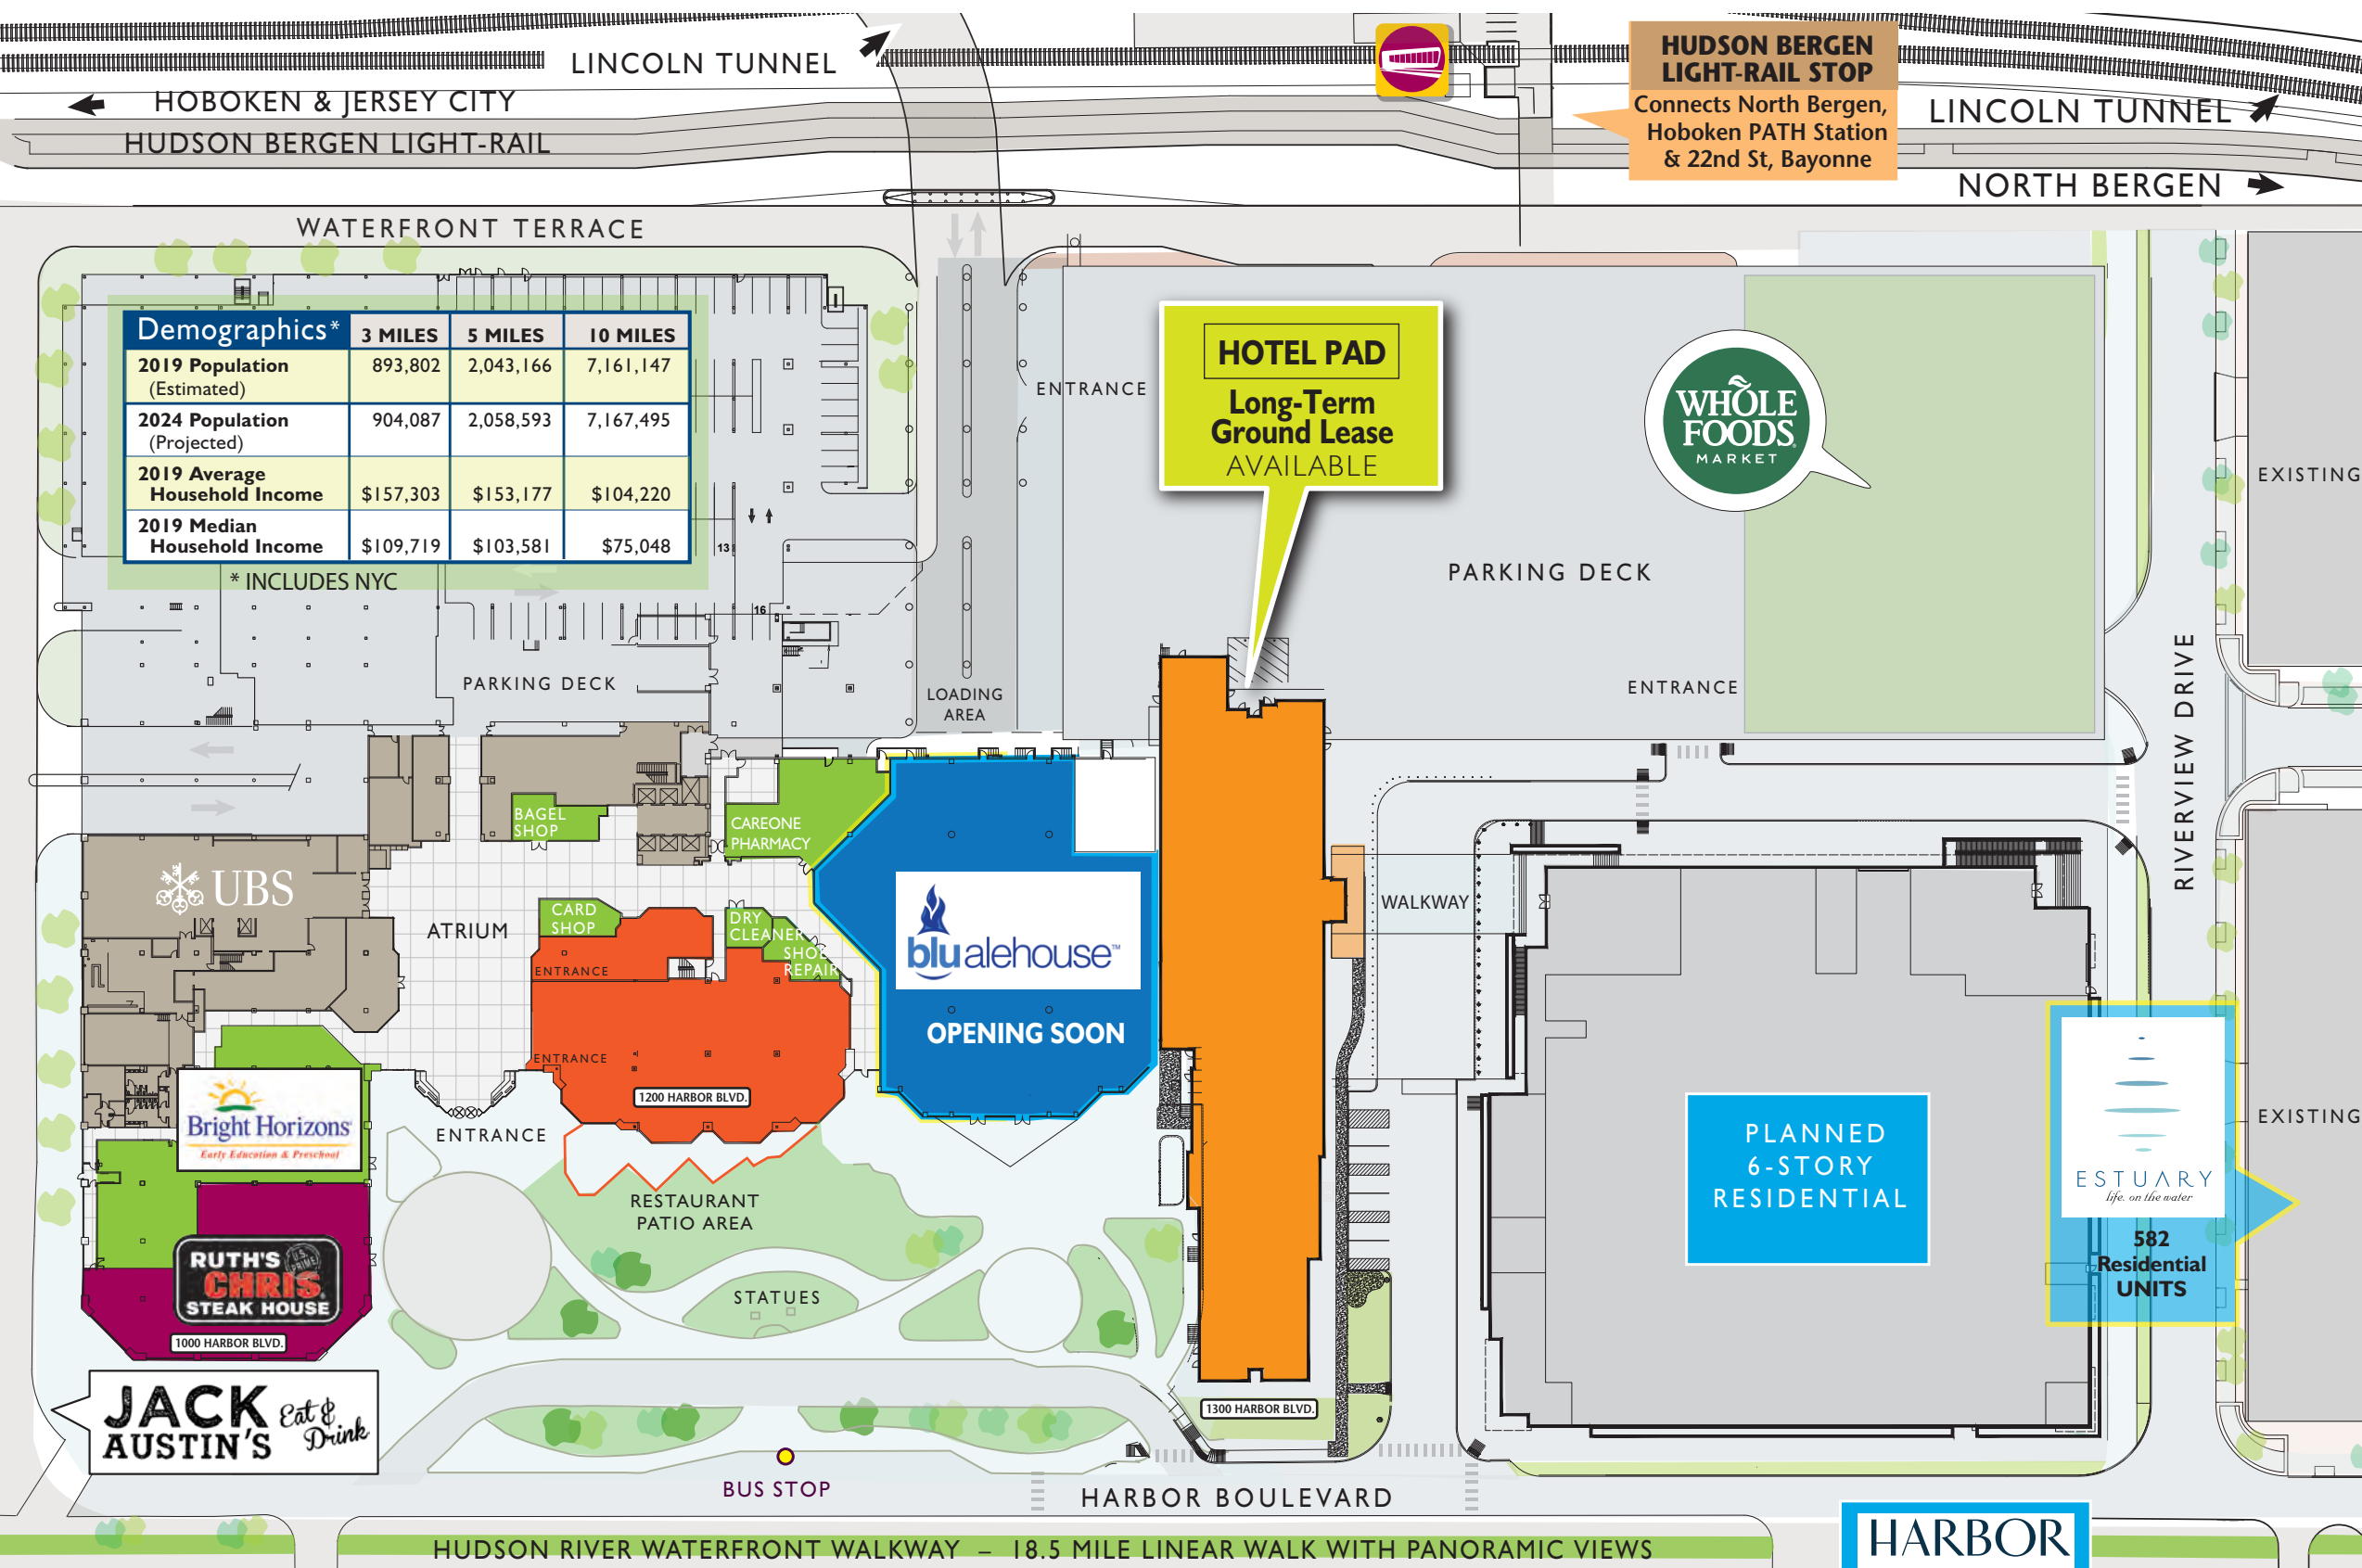 LINCOLN TUNNEL
HOBOKEN & JERSEY CITY
HUDSON BERGEN LIGHT-RAIL
HUDSON BERGEN
LIGHT-RAIL STOP
Connects North Bergen,
Hoboken PATH Station
& 22nd St, Bayonne
LINCOLN TUNNEL
NORTH BERGEN
WATERFRONT TERRACE
Demographics* 3 MILES 5 MILES 10 MILES
2019 Population
(Estimated) 893,802 2,043,166 7,161,147
2024 Population
(Projected) 904,087 2,058,593 7,167,495
2019 Average
Household Income $157,303 $153,177 $104,220
2019 Median
Household Income $109,719 $103,581 $75,048
* INCLUDES NYC
13
16
PARKING DECK
LOADING
AREA
ENTRANCE
HOTEL PAD
Long-Term
Ground Lease
AVAILABLE
WHOLE
FOODS
MARKET
PARKING DECK
ENTRANCE
RIVERVIEW DRIVE
EXISTING
EXISTING
BAGEL
SHOP
CAREONE
PHARMACY
UBS
ATRIUM
CARD
SHOP
DRY
CLEANER
SHOE
REPAIR
ENTRANCE
ENTRANCE
1200 HARBOR BLVD.
blu alehouse™
OPENING SOON
WALKWAY
Bright Horizons
Early Education & Preschool
ENTRANCE
RESTAURANT
PATIO AREA
STATUES
RUTH'S
U.S. PRIME
CHRIS
STEAK HOUSE
1000 HARBOR BLVD.
JACK
AUSTIN'S
Eat &
Drink
PLANNED
6-STORY
RESIDENTIAL
ESTUARY
life. on the water
582
Residential
UNITS
1300 HARBOR BLVD.
BUS STOP
HARBOR BOULEVARD
HARBOR
HUDSON RIVER WATERFRONT WALKWAY – 18.5 MILE LINEAR WALK WITH PANORAMIC VIEWS